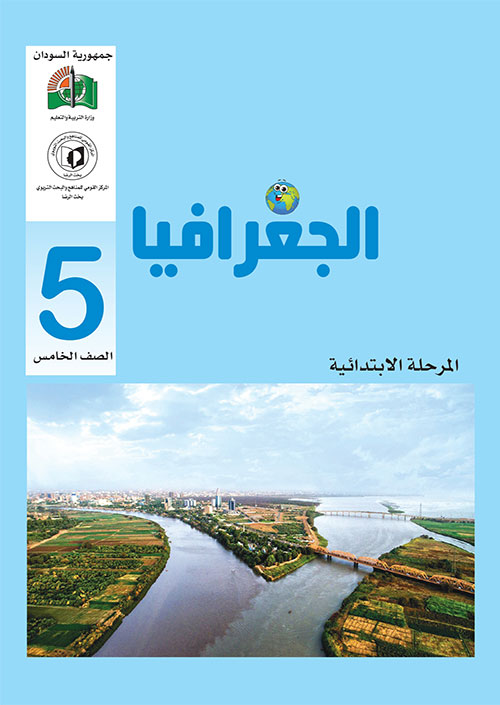 جمهورية السودان
وزارة التربية والتعليم
المركز القومي للمناهج والبحث التربوي
بخت الرضا
الجغرافيا
5
الصف الخامس
المرحلة الابتدائية